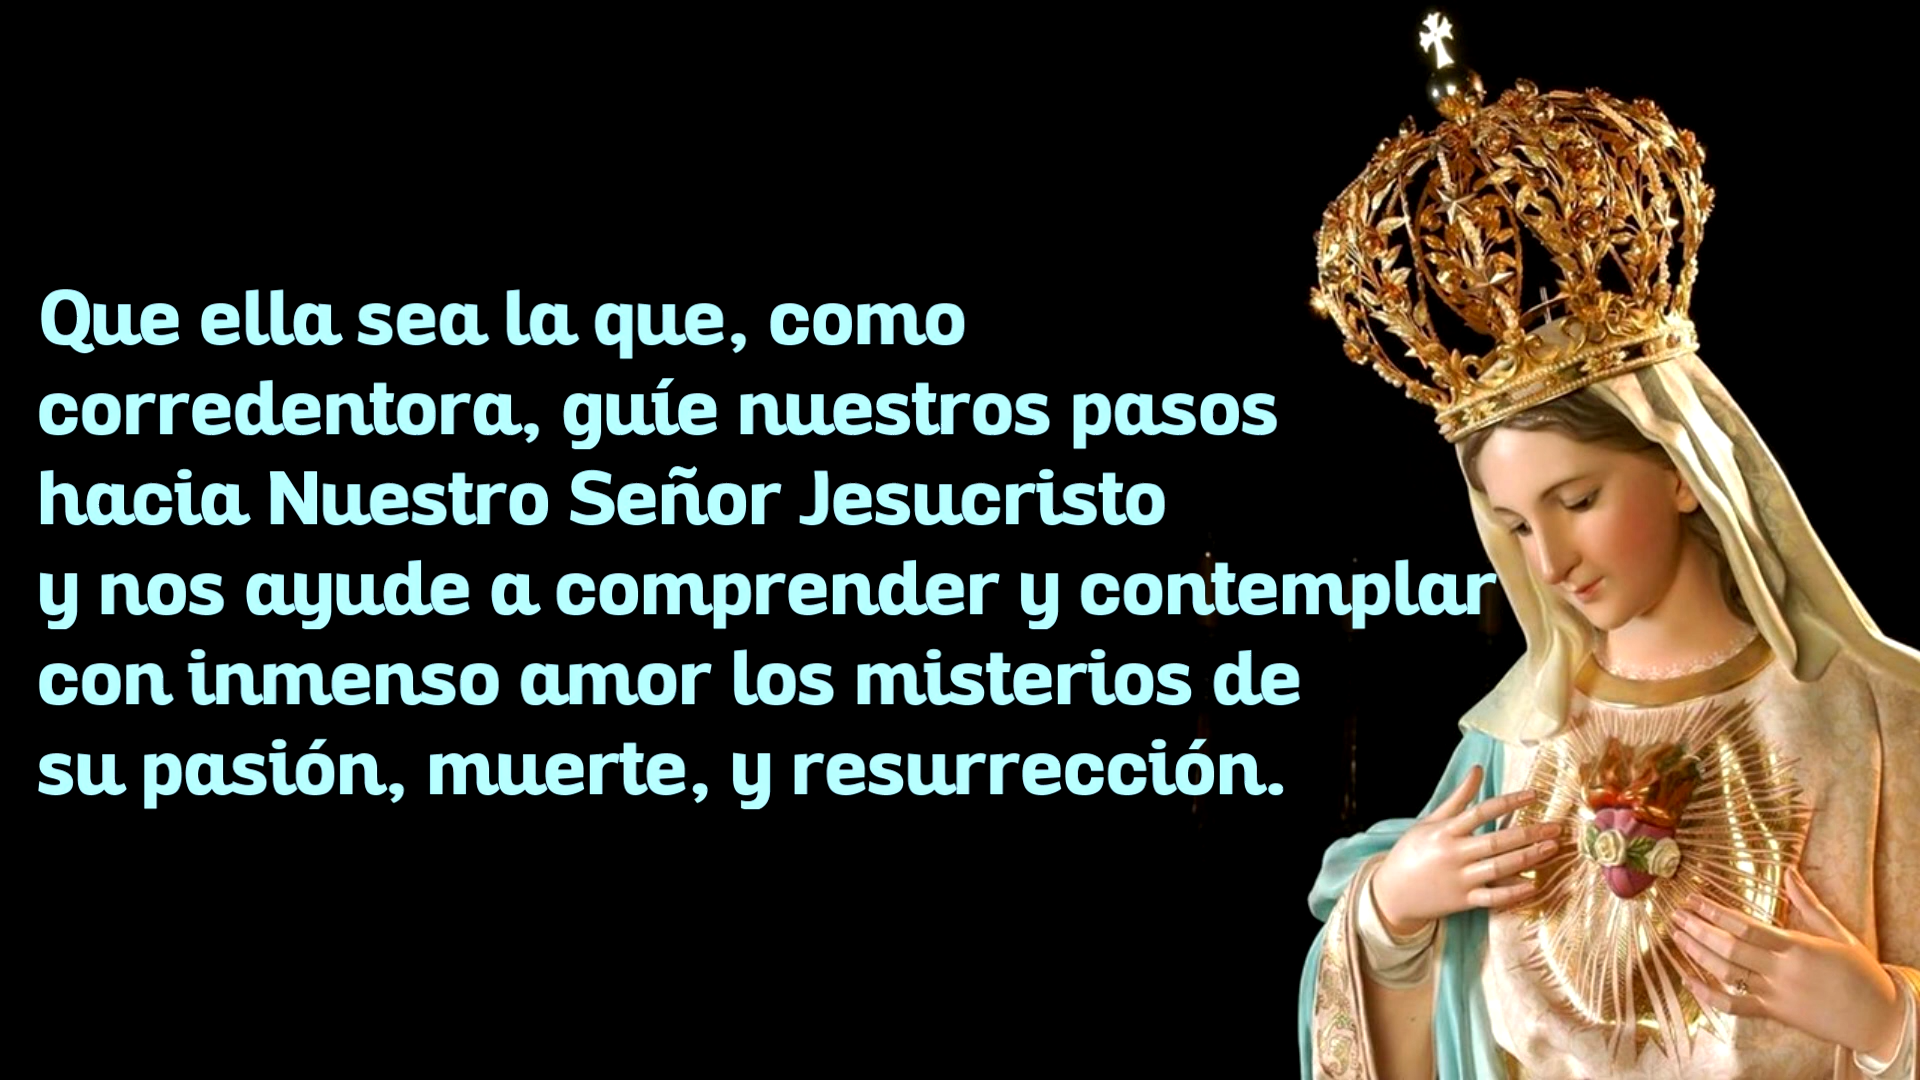 Que ella sea la que, como
corredentora, guíe nuestros pasos
hacia Nuestro Señor Jesucristo
y nos ayude a comprender y contemplar
con inmenso amor los misterios de
su pasión, muerte, y resurrección.